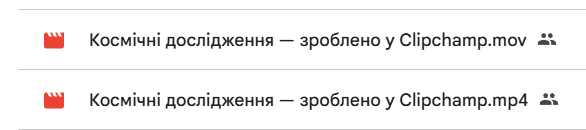 Космічні дослідження — зроблено у Clipchamp.mov
Космічні дослідження — зроблено у Clipchamp.mp4